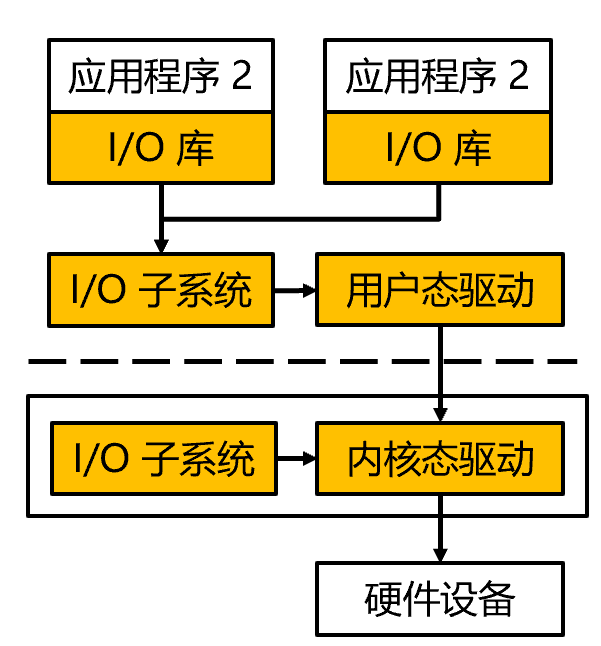 应用程序 2
应用程序 2
I/O 库
I/O 库
I/O 子系统
用户态驱动
I/O 子系统
内核态驱动
硬件设备